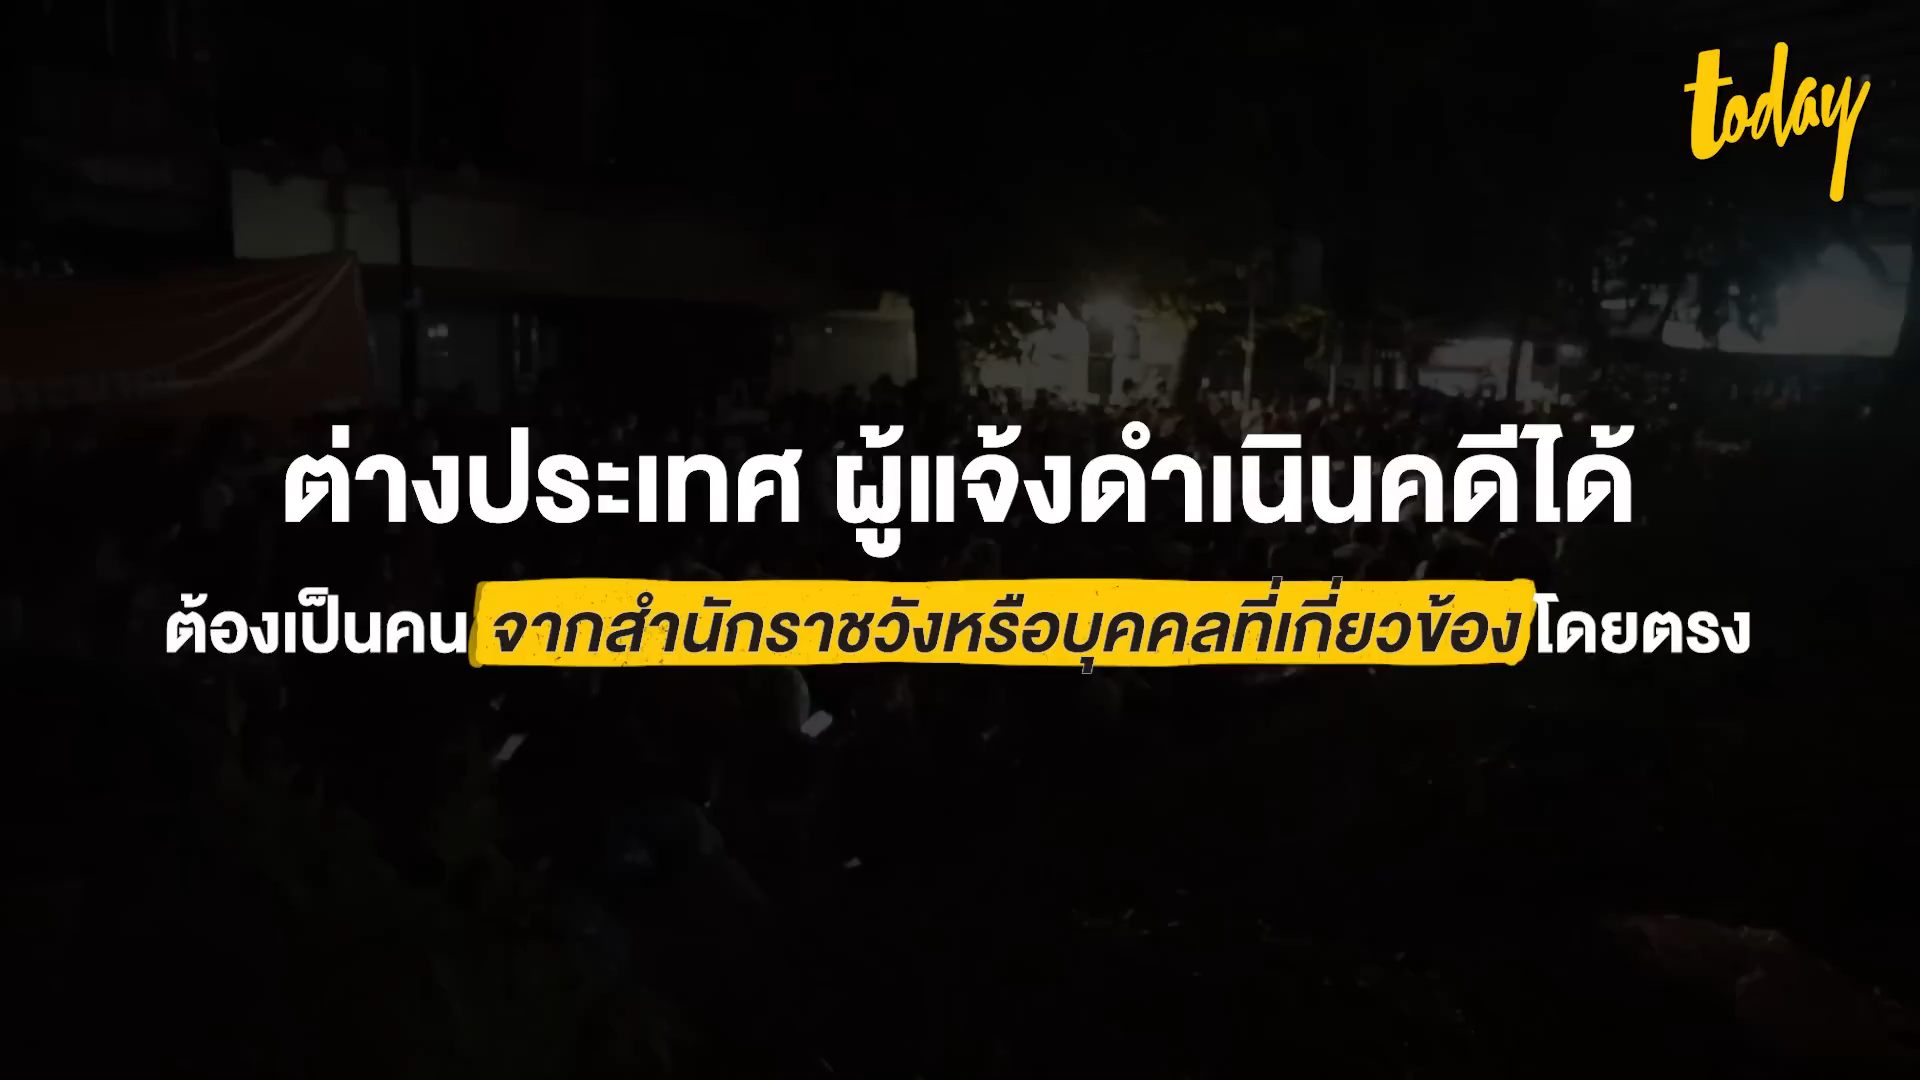 today
ต่างประเทศ ผู้แจ้งดำเนินคดีได้
ต้องเป็นคน จากสำนักราชวังหรือบุคคลที่เกี่ยวข้อง โดยตรง